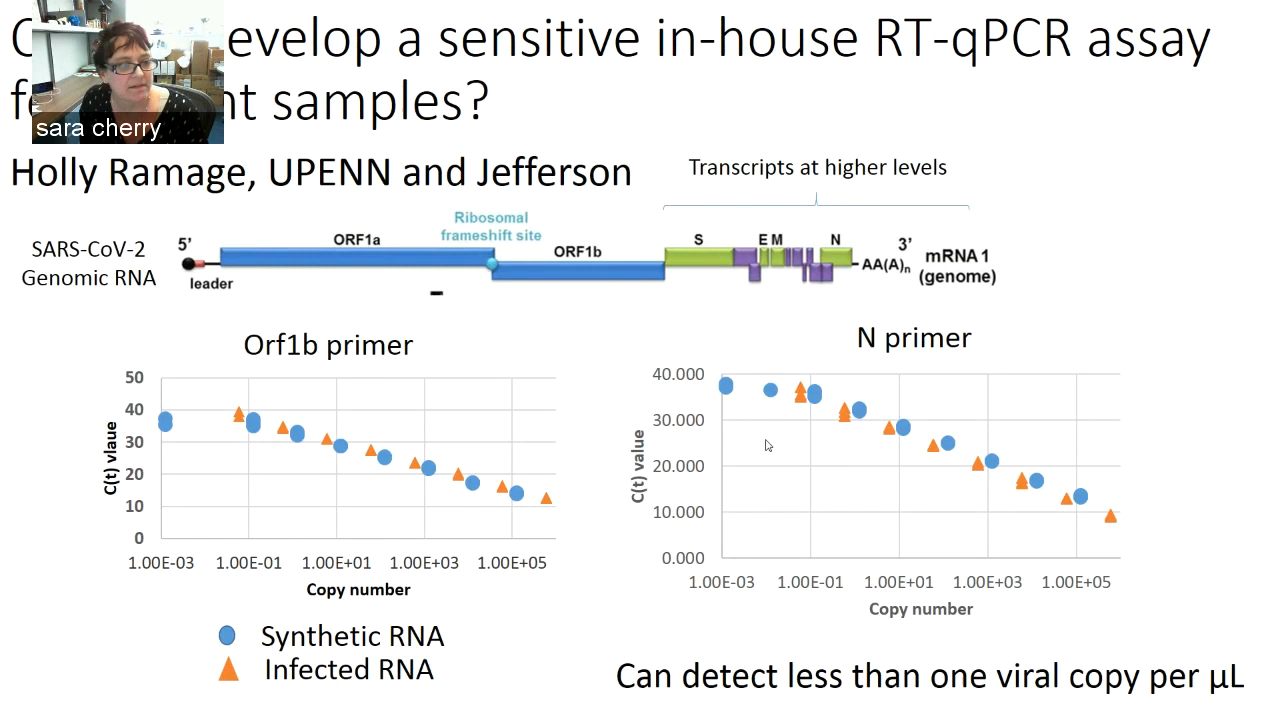 evelop a sensitive in-house RT-qPCR assay
nt samples?
sara cherry
Holly Ramage, UPENN and Jefferson
Transcripts at higher levels
SARS-CoV-2
Genomic RNA
5’
leader
ORF1a
Ribosomal
frameshift site
ORF1b
S
E M
N
3’
AA(A)n
mRNA 1
(genome)
Orf1b primer
50
40
30
20
10
0
C(t) vlaue
1.00E-03 1.00E-01 1.00E+01 1.00E+03 1.00E+05
Copy number
N primer
40.000
30.000
20.000
10.000
0.000
C(t) value
1.00E-03 1.00E-01 1.00E+01 1.00E+03 1.00E+05
Copy number
Synthetic RNA
Infected RNA
Can detect less than one viral copy per µL